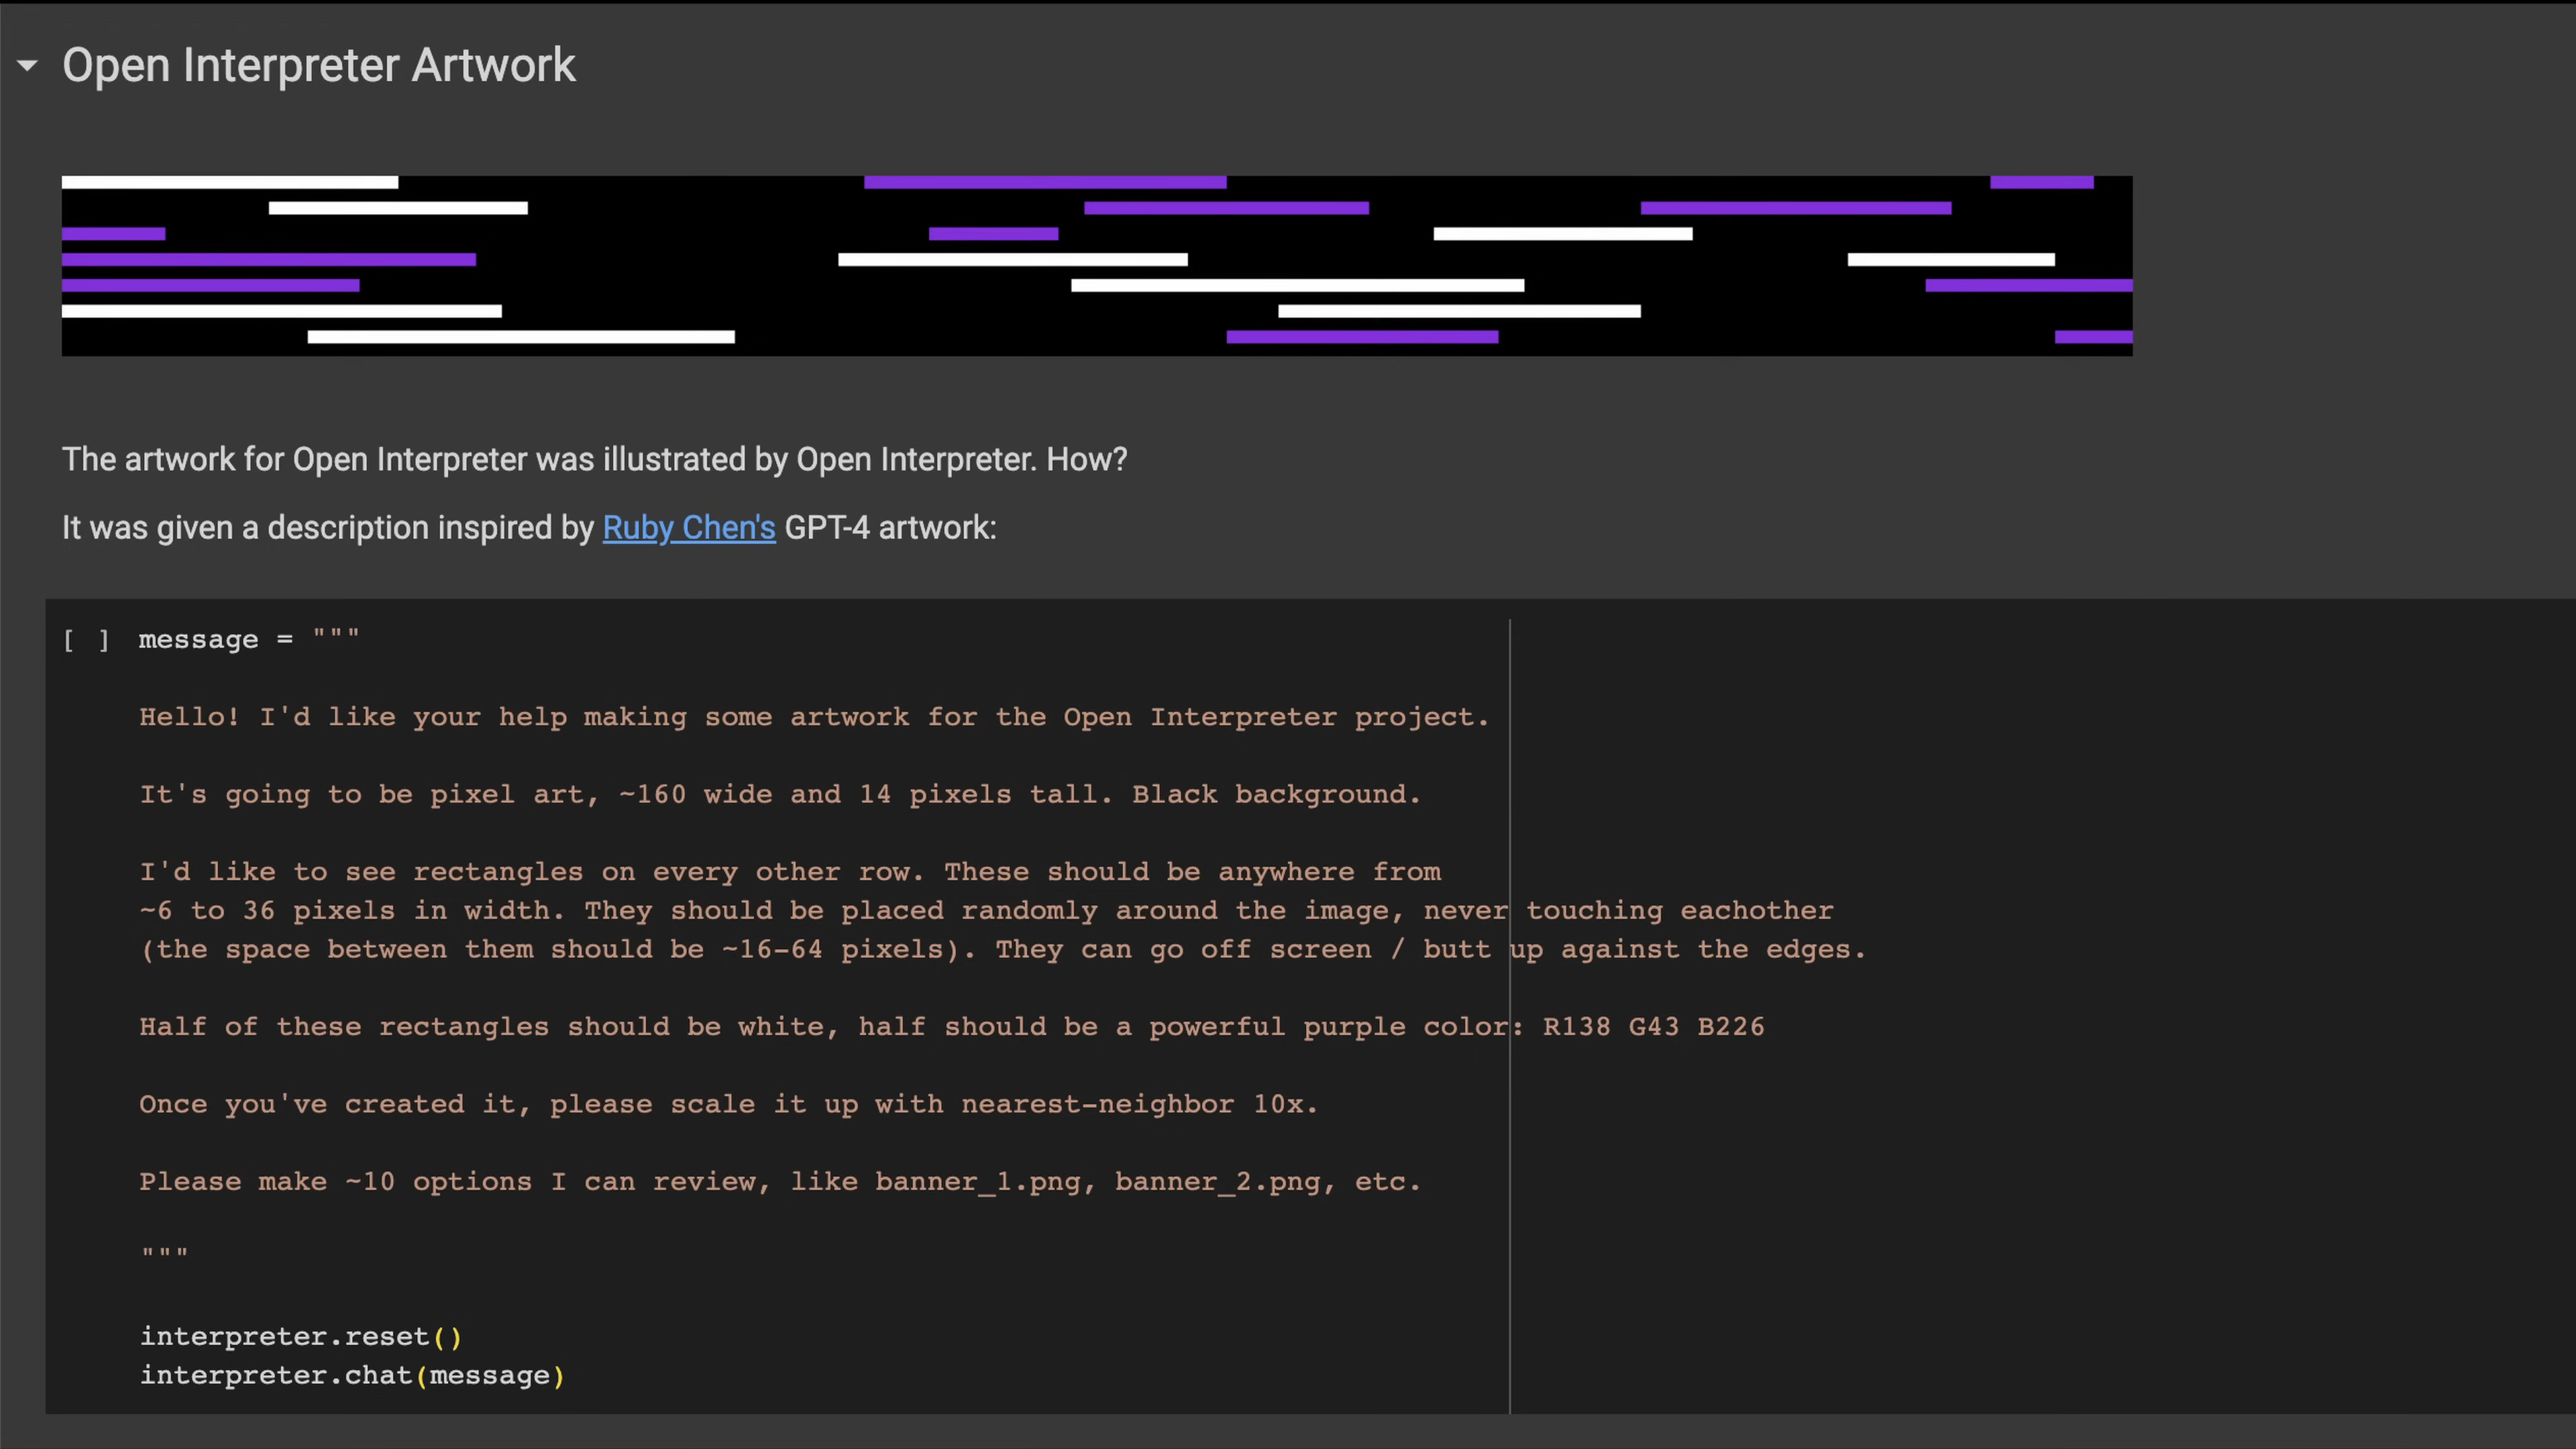 Open Interpreter Artwork
The artwork for Open Interpreter was illustrated by Open Interpreter. How?
It was given a description inspired by Ruby Chen's GPT-4 artwork:
[ ] message = """
Hello! I'd like your help making some artwork for the Open Interpreter project.
It's going to be pixel art, ~160 wide and 14 pixels tall. Black background.
I'd like to see rectangles on every other row. These should be anywhere from
~6 to 36 pixels in width. They should be placed randomly around the image, never touching eachother
(the space between them should be ~16-64 pixels). They can go off screen / butt up against the edges.
Half of these rectangles should be white, half should be a powerful purple color: R138 G43 B226
Once you've created it, please scale it up with nearest-neighbor 10x.
Please make ~10 options I can review, like banner_1.png, banner_2.png, etc.
"""
interpreter.reset()
interpreter.chat(message)